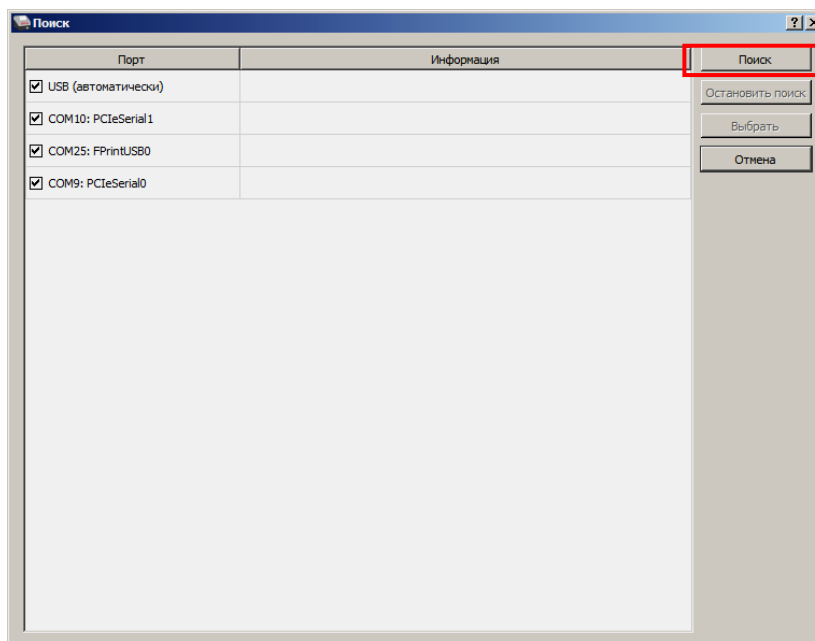 Поиск
Порт Информация
Поиск
USB (автоматически)
Остановить поиск
COM10: PCIeSerial1
Выбрать
COM25: FPrintUSB0
Отмена
COM9: PCIeSerial0